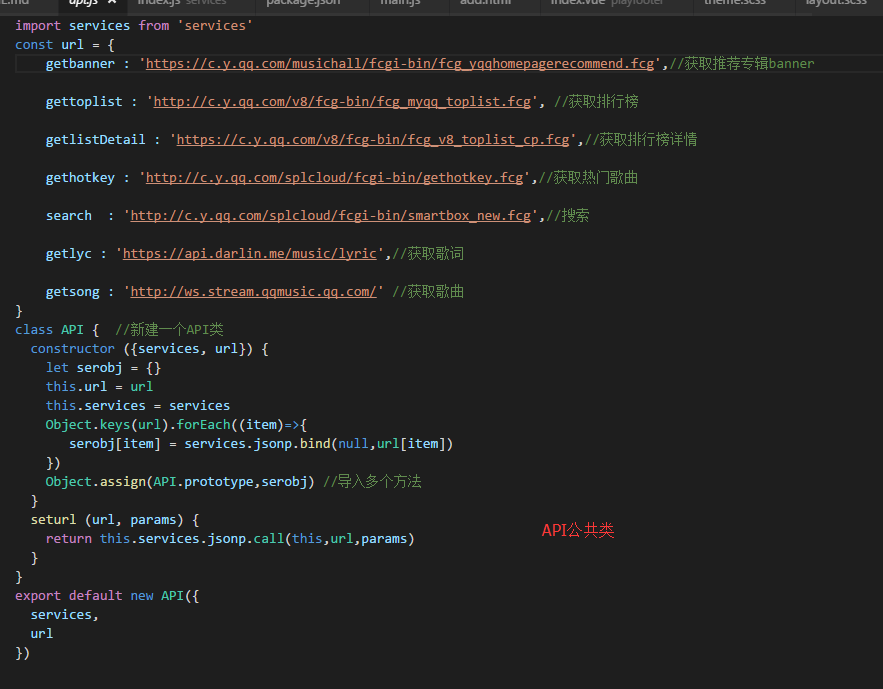 api.js × index.js services package.json main.js add.html index.vue playfooter theme.scss layout.scss
import services from 'services'
const url = {
getbanner : 'https://c.y.qq.com/musichall/fcgi-bin/fcg_yqqhomepagerecommend.fcg',//获取推荐专辑banner
gettoplist : 'http://c.y.qq.com/v8/fcg-bin/fcg_myqq_toplist.fcg', //获取排行榜
getlistDetail : 'https://c.y.qq.com/v8/fcg-bin/fcg_v8_toplist_cp.fcg',//获取排行榜详情
gethotkey : 'http://c.y.qq.com/splcloud/fcgi-bin/gethotkey.fcg',//获取热门歌曲
search  : 'http://c.y.qq.com/splcloud/fcgi-bin/smartbox_new.fcg',//搜索
getlyc : 'https://api.darlin.me/music/lyric',//获取歌词
getsong : 'http://ws.stream.qqmusic.qq.com/' //获取歌曲
}
class API {  //新建一个API类
constructor ({services, url}) {
let serobj = {}
this.url = url
this.services = services
Object.keys(url).forEach((item)=>{
serobj[item] = services.jsonp.bind(null,url[item])
})
Object.assign(API.prototype,serobj) //导入多个方法
}
seturl (url, params) {
return this.services.jsonp.call(this,url,params)
}
}
API公共类
export default new API({
services,
url
})